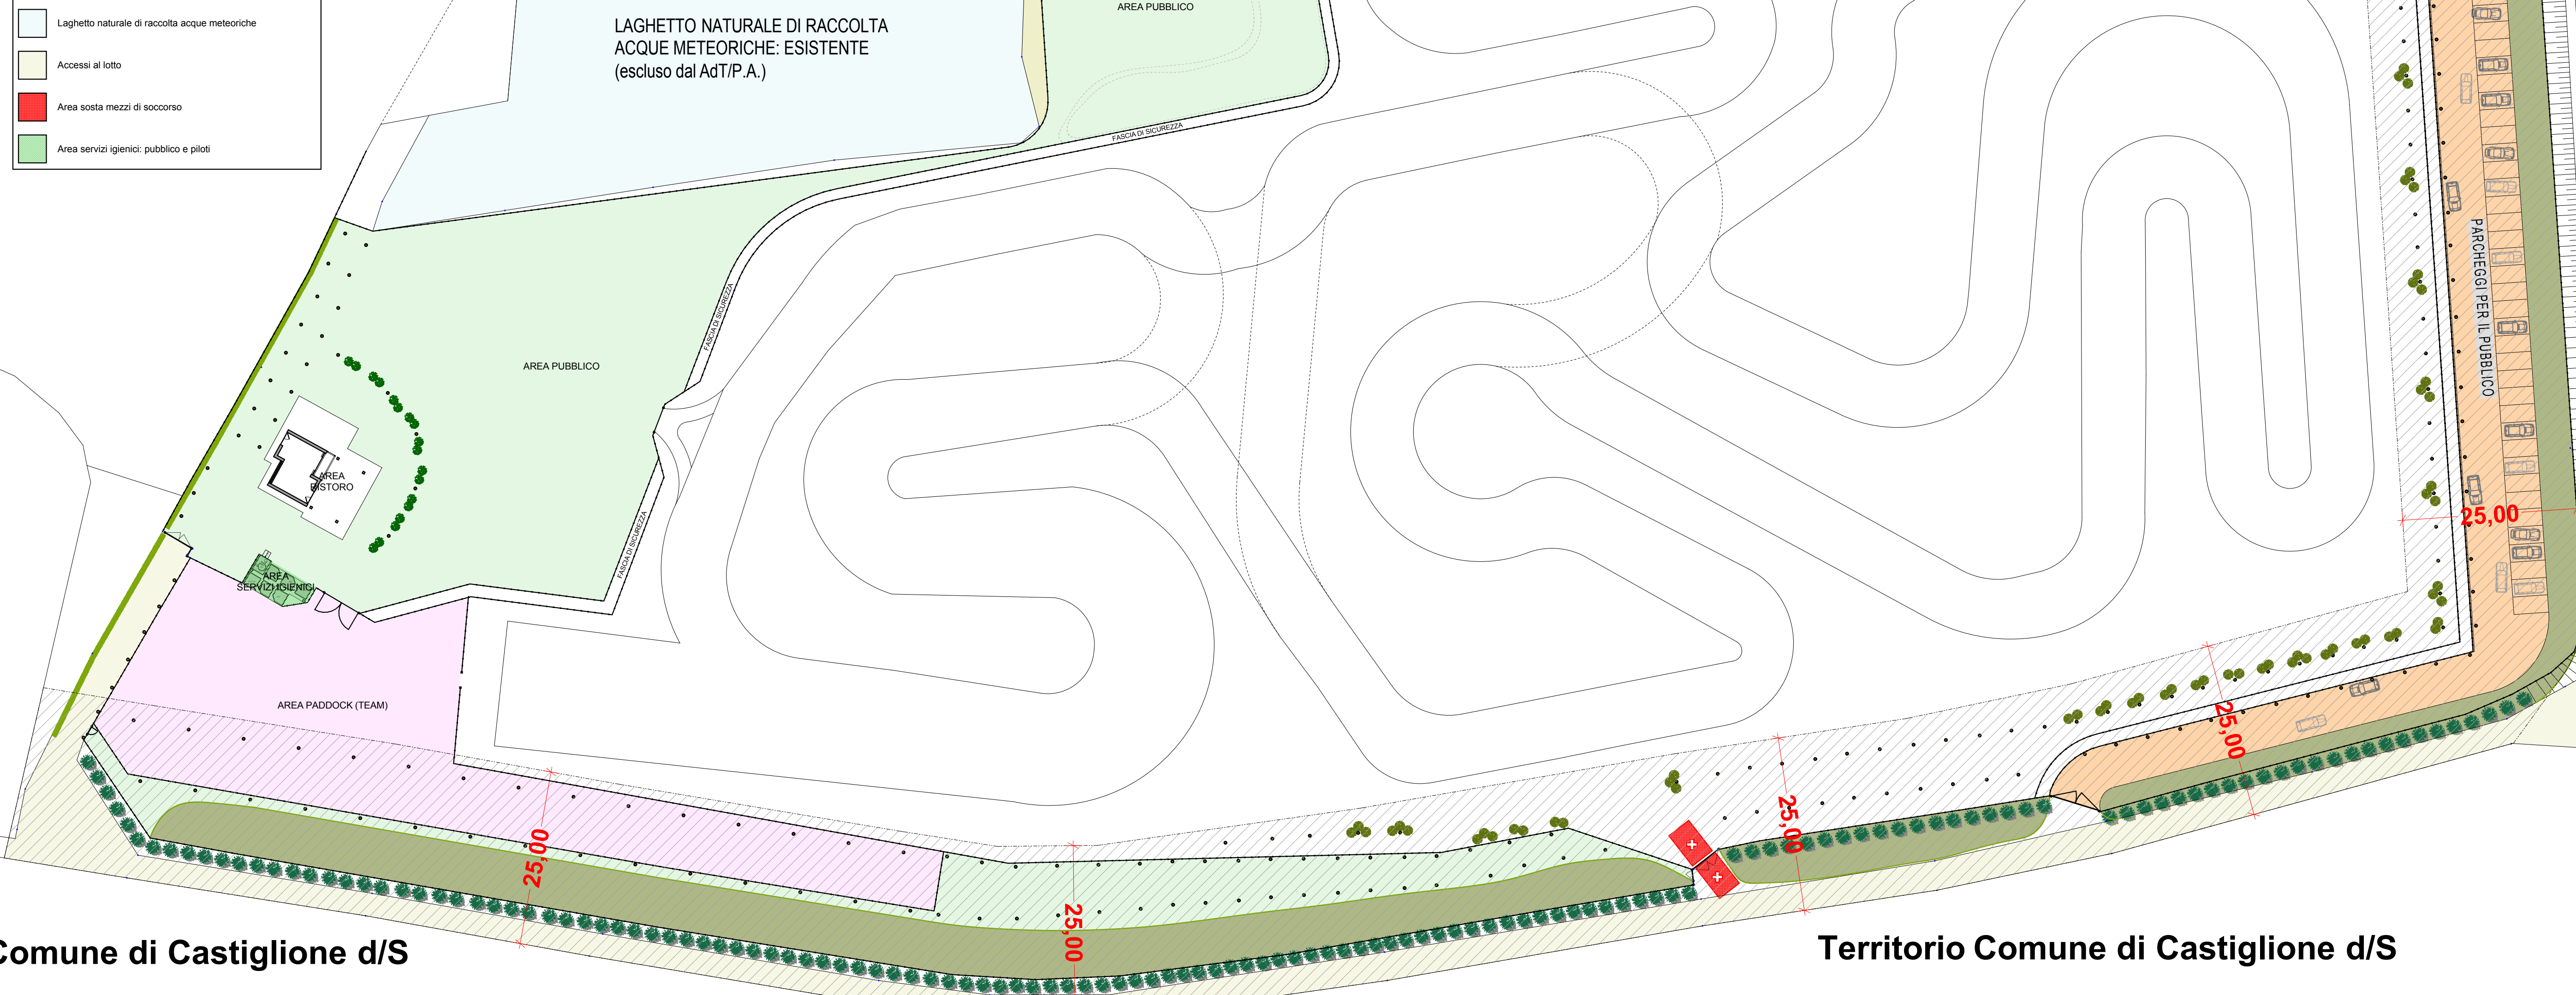 Laghetto naturale di raccolta acque meteoriche
Accessi al lotto
Area sosta mezzi di soccorso
Area servizi igienici: pubblico e piloti
LAGHETTO NATURALE DI RACCOLTA
ACQUE METEORICHE: ESISTENTE
(escluso dal AdT/P.A.)
AREA PUBBLICO
FASCIA DI SICUREZZA
FASCIA DI SICUREZZA
AREA PUBBLICO
PARCHEGGI PER IL PUBBLICO
AREA
RISTORO
FASCIA DI SICUREZZA
25,00
AREA
SERVIZI IGIENICI
AREA PADDOCK (TEAM)
25,00
25,00
25,00
25,00
Comune di Castiglione d/S
Territorio Comune di Castiglione d/S